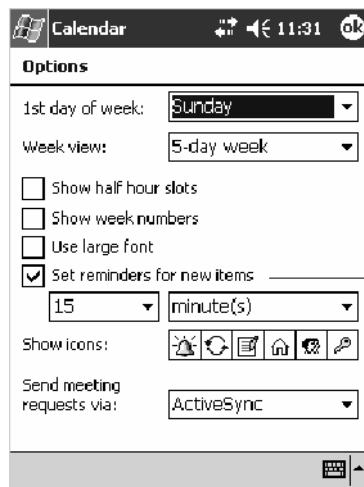 Calendar 11:31 ok
Options
1st day of week: Sunday
Week view: 5-day week
Show half hour slots
Show week numbers
Use large font
Set reminders for new items
15 minute(s)
Show icons:
Send meeting
requests via: ActiveSync